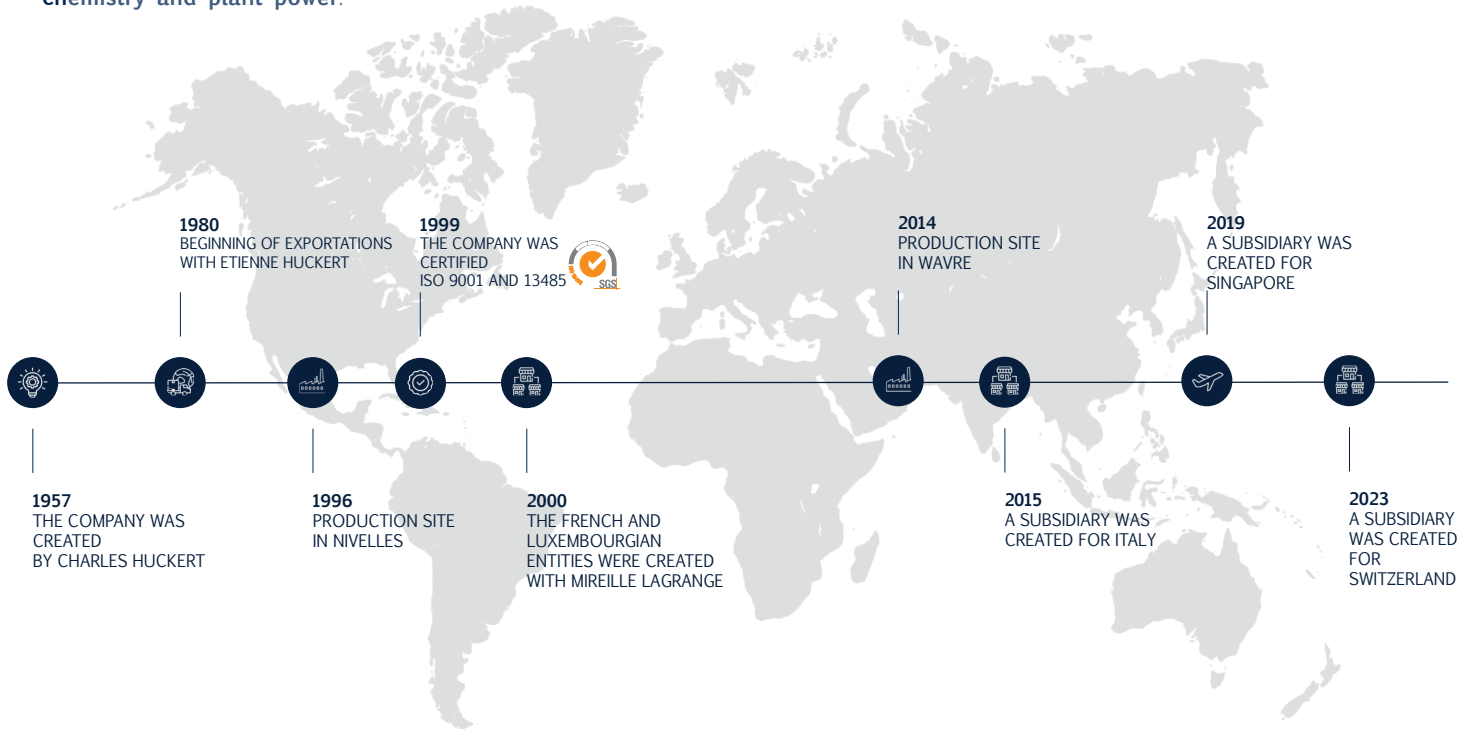 chemistry and plant power.
1980
BEGINNING OF EXPORTATIONS
WITH ETIENNE HUCKERT
1999
THE COMPANY WAS
CERTIFIED
ISO 9001 AND 13485
SGS
2014
PRODUCTION SITE
IN WAVRE
2019
A SUBSIDIARY WAS
CREATED FOR
SINGAPORE
1957
THE COMPANY WAS
CREATED
BY CHARLES HUCKERT
1996
PRODUCTION SITE
IN NIVELLES
2000
THE FRENCH AND
LUXEMBOURGIAN
ENTITIES WERE CREATED
WITH MIREILLE LAGRANGE
2015
A SUBSIDIARY WAS
CREATED FOR ITALY
2023
A SUBSIDIARY
WAS CREATED
FOR
SWITZERLAND